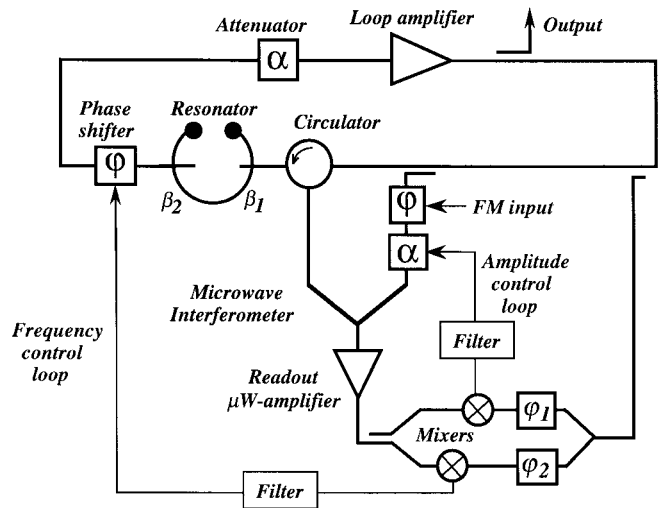 Attenuator
Loop amplifier
Output
α
Phase
shifter
Resonator
Circulator
φ
β2
β1
φ
FM input
α
Amplitude
control
loop
Microwave
Interferometer
Frequency
control
loop
Filter
Readout
μW-amplifier
φ1
Mixers
φ2
Filter